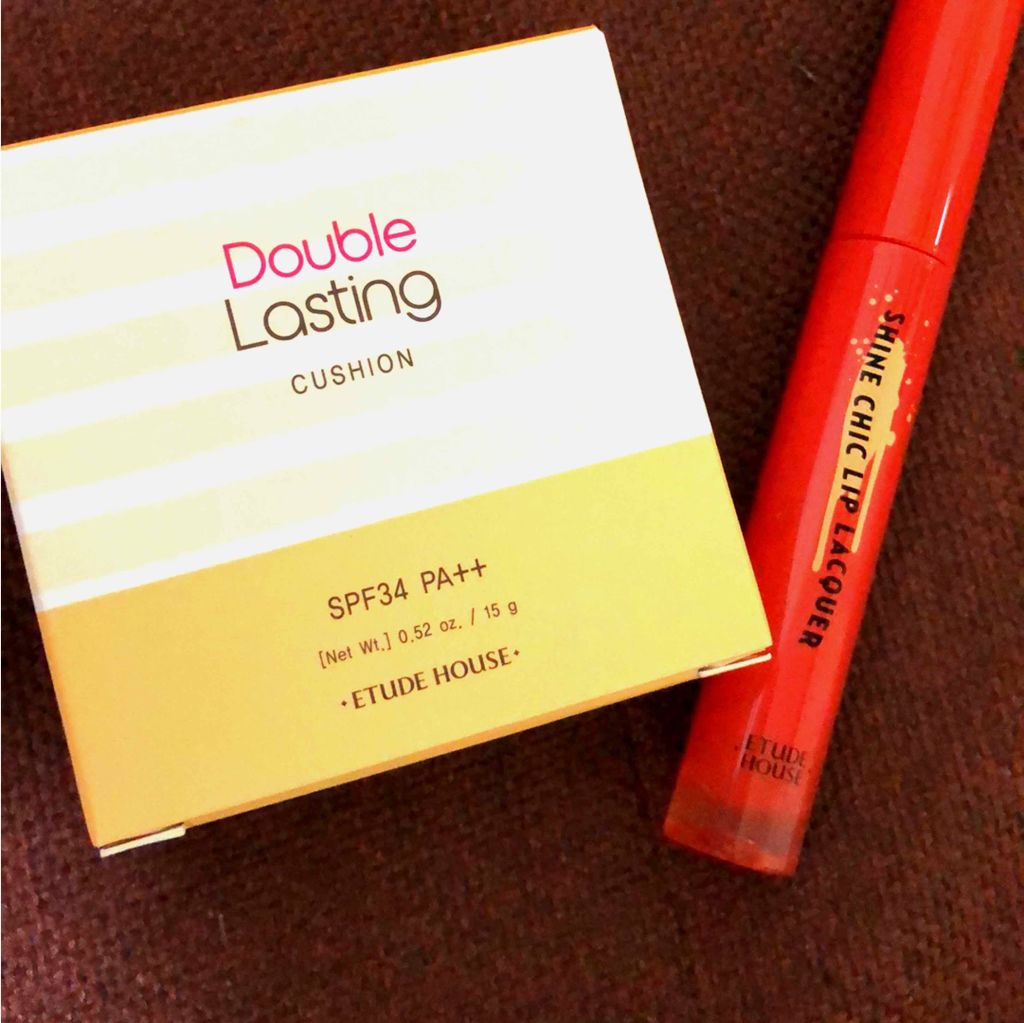 Double
Lasting
CUSHION
SPF34 PA++
[Net Wt.] 0.52 oz. / 15 g
ETUDE HOUSE
SHINE CHIC LIP LACQUER
ETUDE
HOUSE